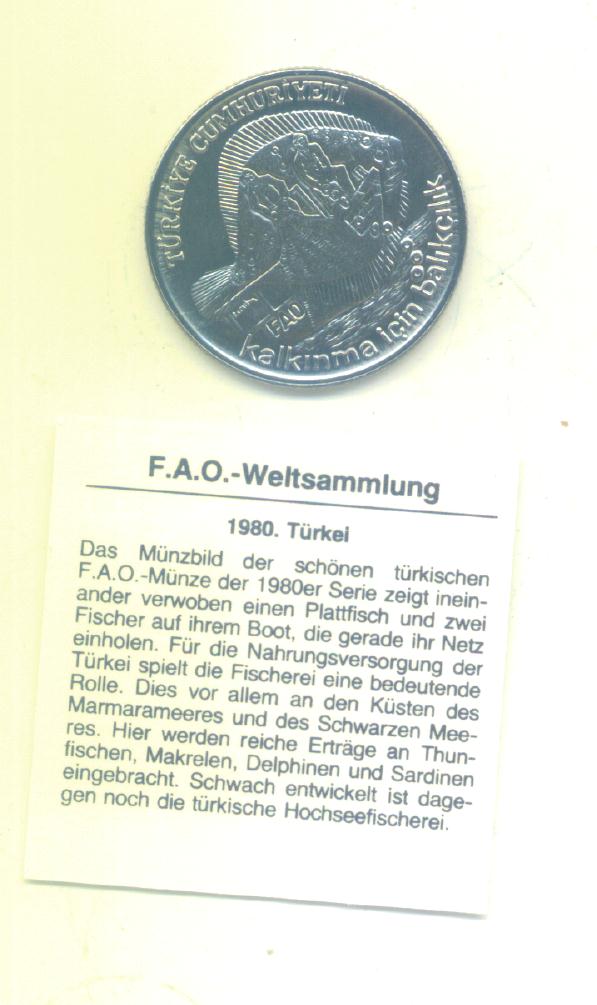 TÜRKİYE CUMHURİYETİ
FAO
kalkınma için balıkçılık
F.A.O.-Weltsammlung
1980. Türkei
Das Münzbild der schönen türkischen
F.A.O.-Münze der 1980er Serie zeigt inein-
ander verwoben einen Plattfisch und zwei
Fischer auf ihrem Boot, die gerade ihr Netz
einholen. Für die Nahrungsversorgung der
Türkei spielt die Fischerei eine bedeutende
Rolle. Dies vor allem an den Küsten des
Marmarameeres und des Schwarzen Mee-
res. Hier werden reiche Erträge an Thun-
fischen, Makrelen, Delphinen und Sardinen
eingebracht. Schwach entwickelt ist dage-
gen noch die türkische Hochseefischerei.